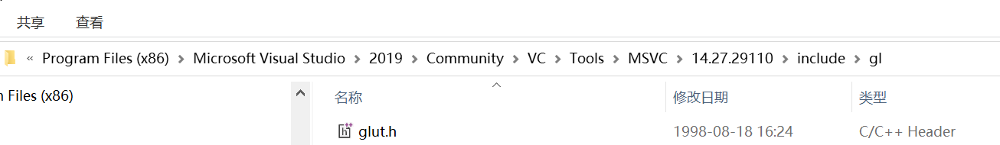 共享 查看
« Program Files (x86) > Microsoft Visual Studio > 2019 > Community > VC > Tools > MSVC > 14.27.29110 > include > gl
n Files (x86)
名称 修改日期 类型
glut.h 1998-08-18 16:24 C/C++ Header